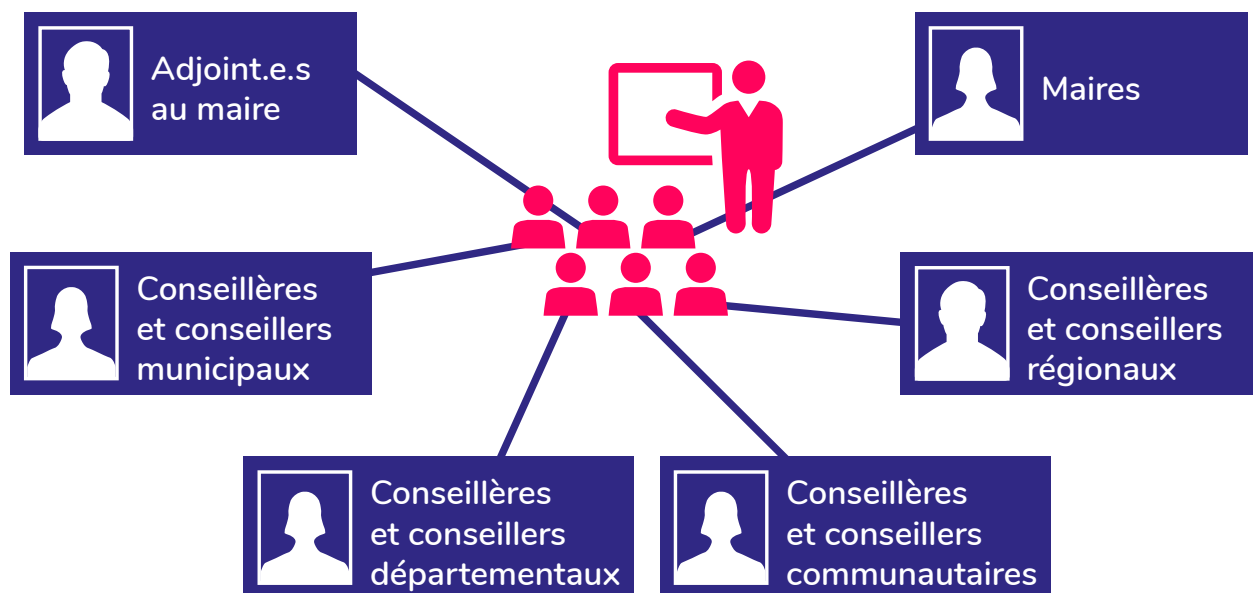 Adjoint.e.s
au maire
Maires
Conseillères
et conseillers
municipaux
Conseillères
et conseillers
régionaux
Conseillères
et conseillers
départementaux
Conseillères
et conseillers
communautaires